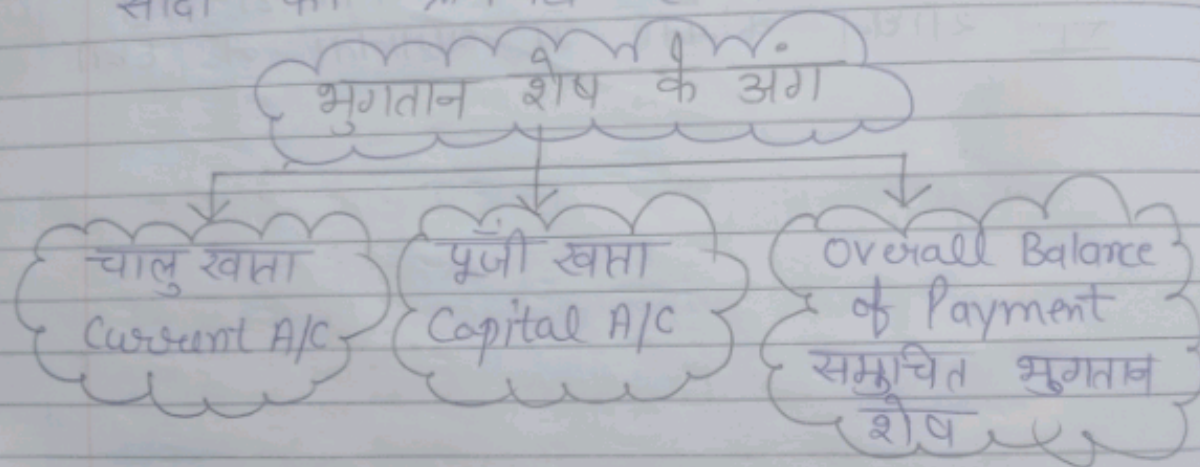 भुगतान शेष के अंग
चालु खाता
Current A/C
पूंजी खाता
Capital A/C
Overall Balance
of Payment
समुचित भुगतान
शेष